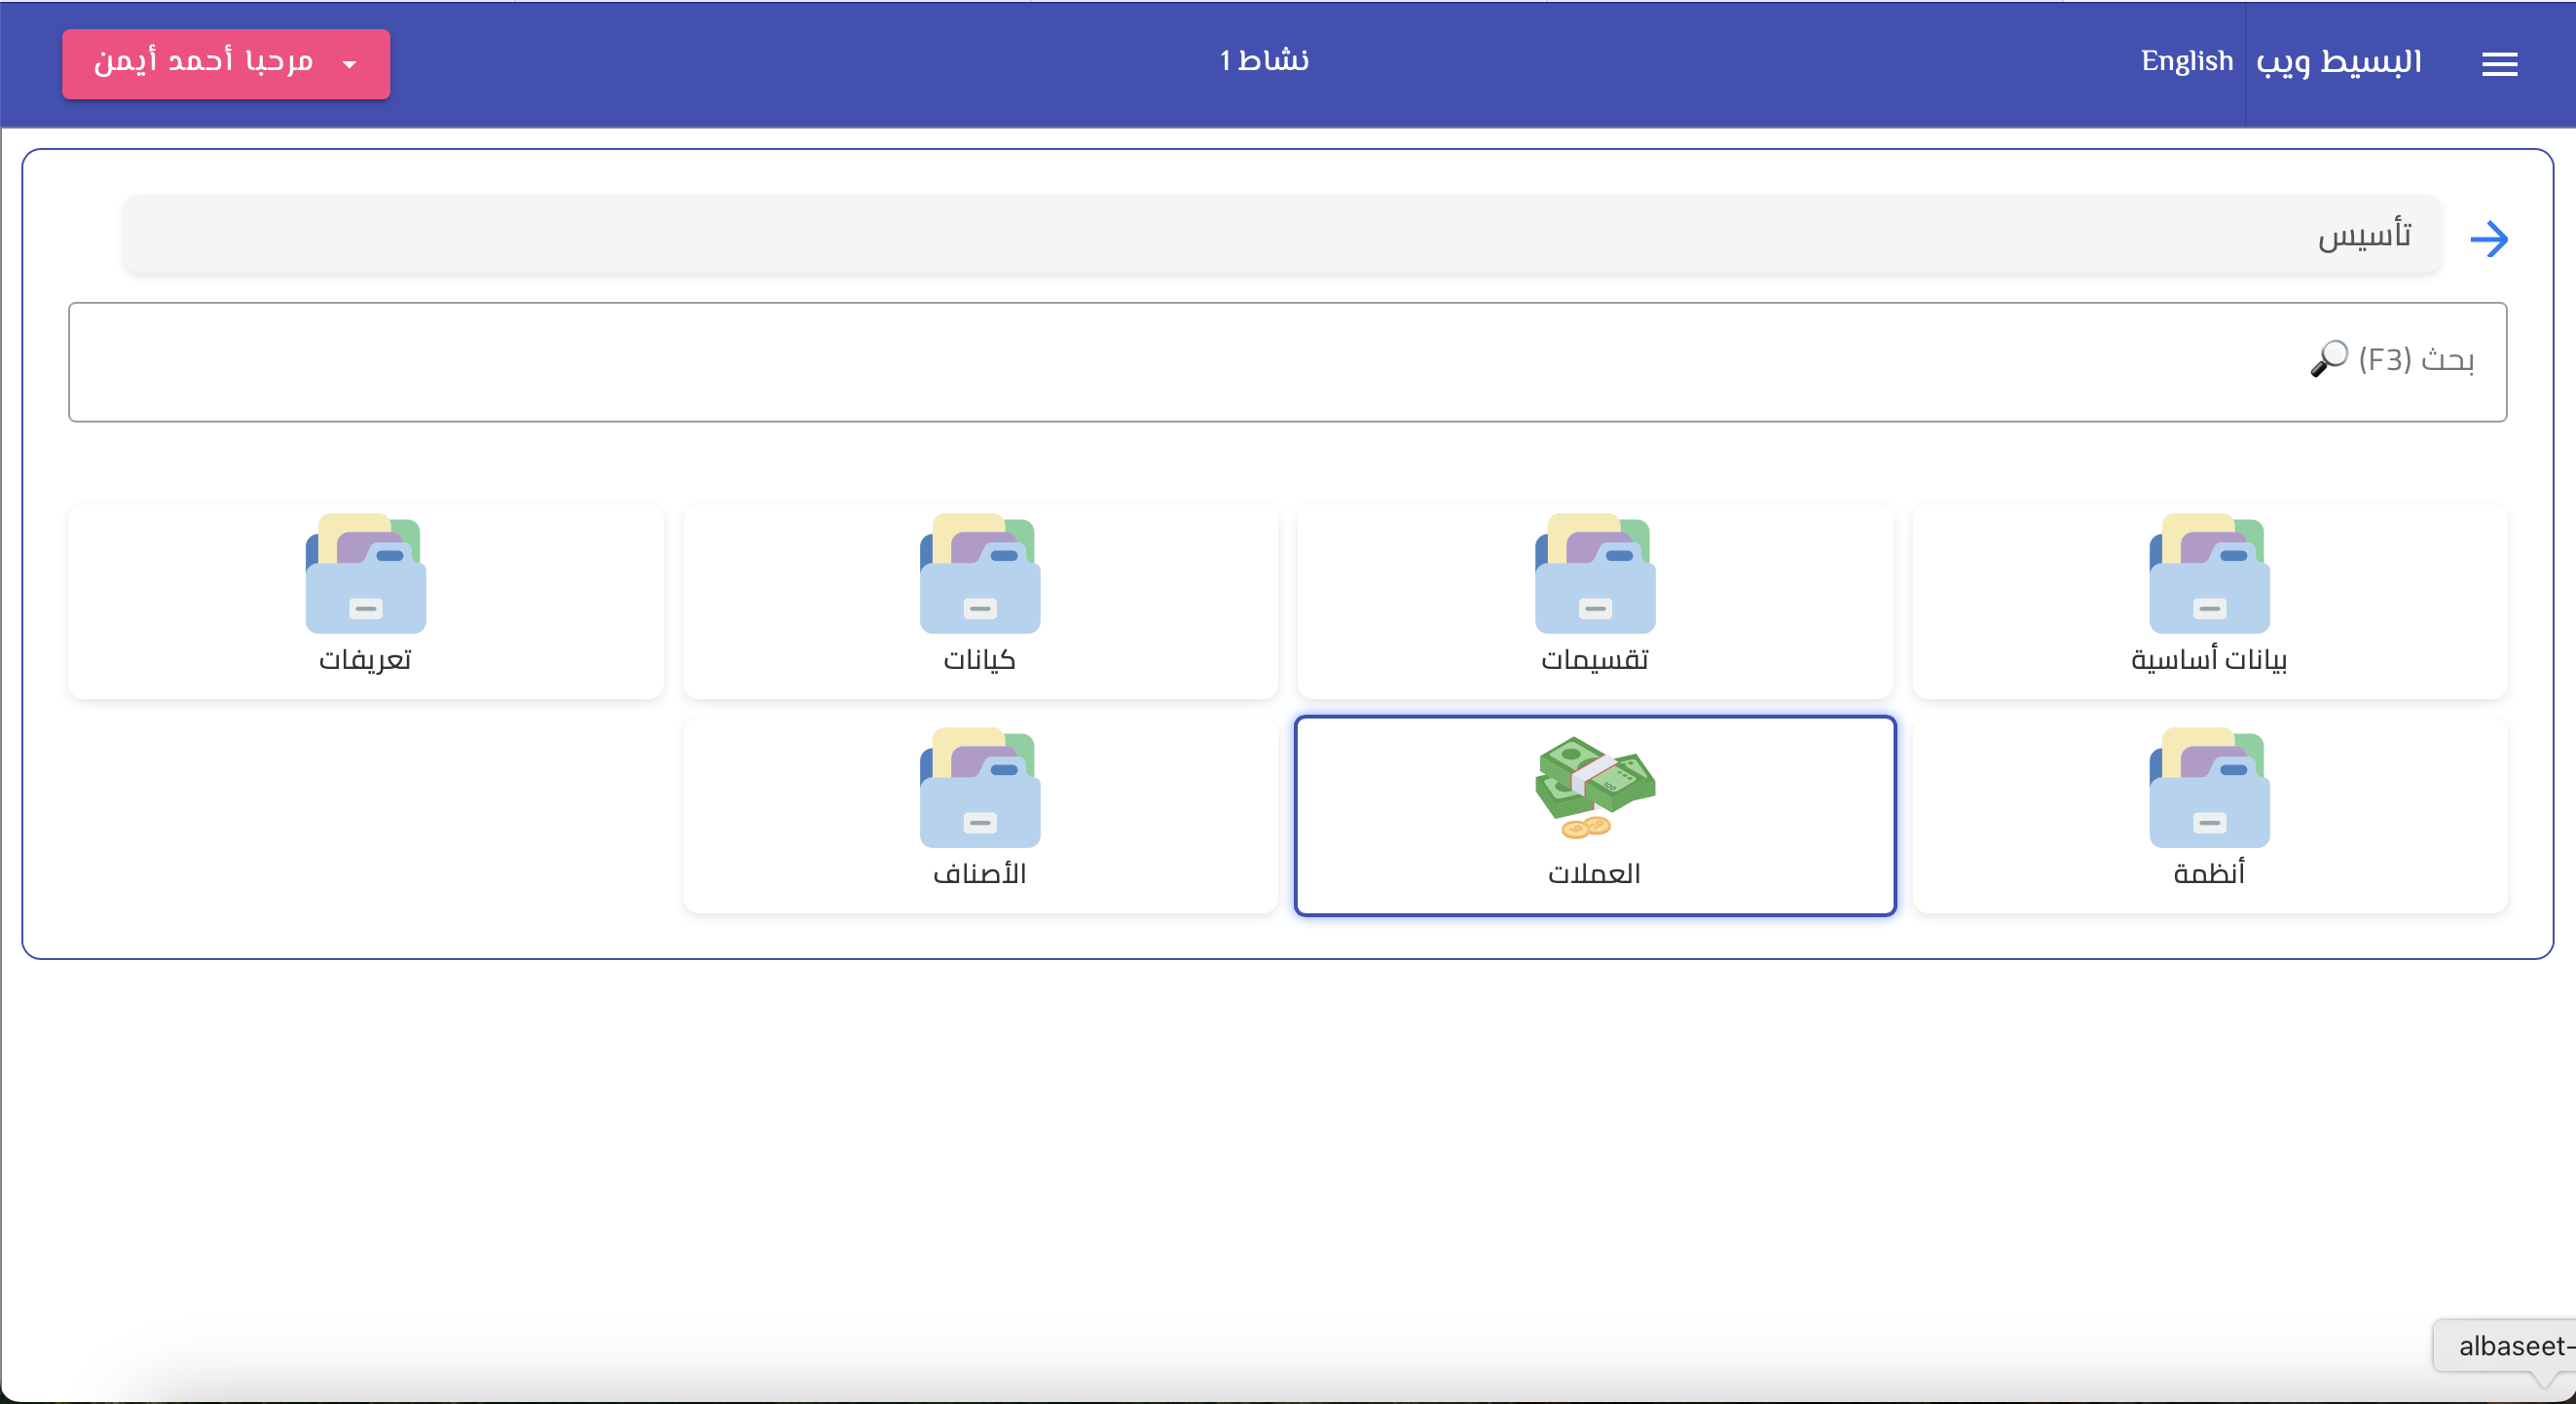 البسيط ويب
English
نشاط 1
مرحبا أحمد أيمن
تأسيس
بحث (F3) 🔎
بيانات أساسية
تقسيمات
كيانات
تعريفات
أنظمة
العملات
الأصناف
albaseet-